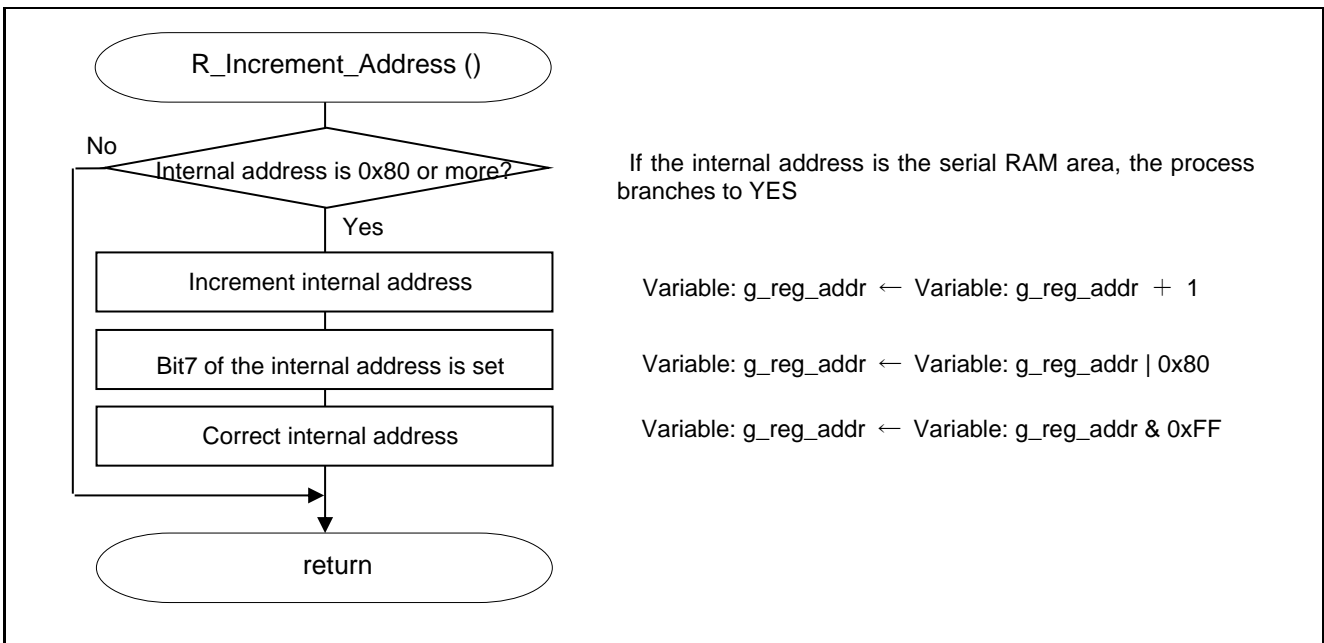 R_Increment_Address ()
No
Internal address is 0x80 or more?
If the internal address is the serial RAM area, the process
branches to YES
Yes
Increment internal address
Variable: g_reg_addr ← Variable: g_reg_addr + 1
Bit7 of the internal address is set
Variable: g_reg_addr ← Variable: g_reg_addr | 0x80
Correct internal address
Variable: g_reg_addr ← Variable: g_reg_addr & 0xFF
return